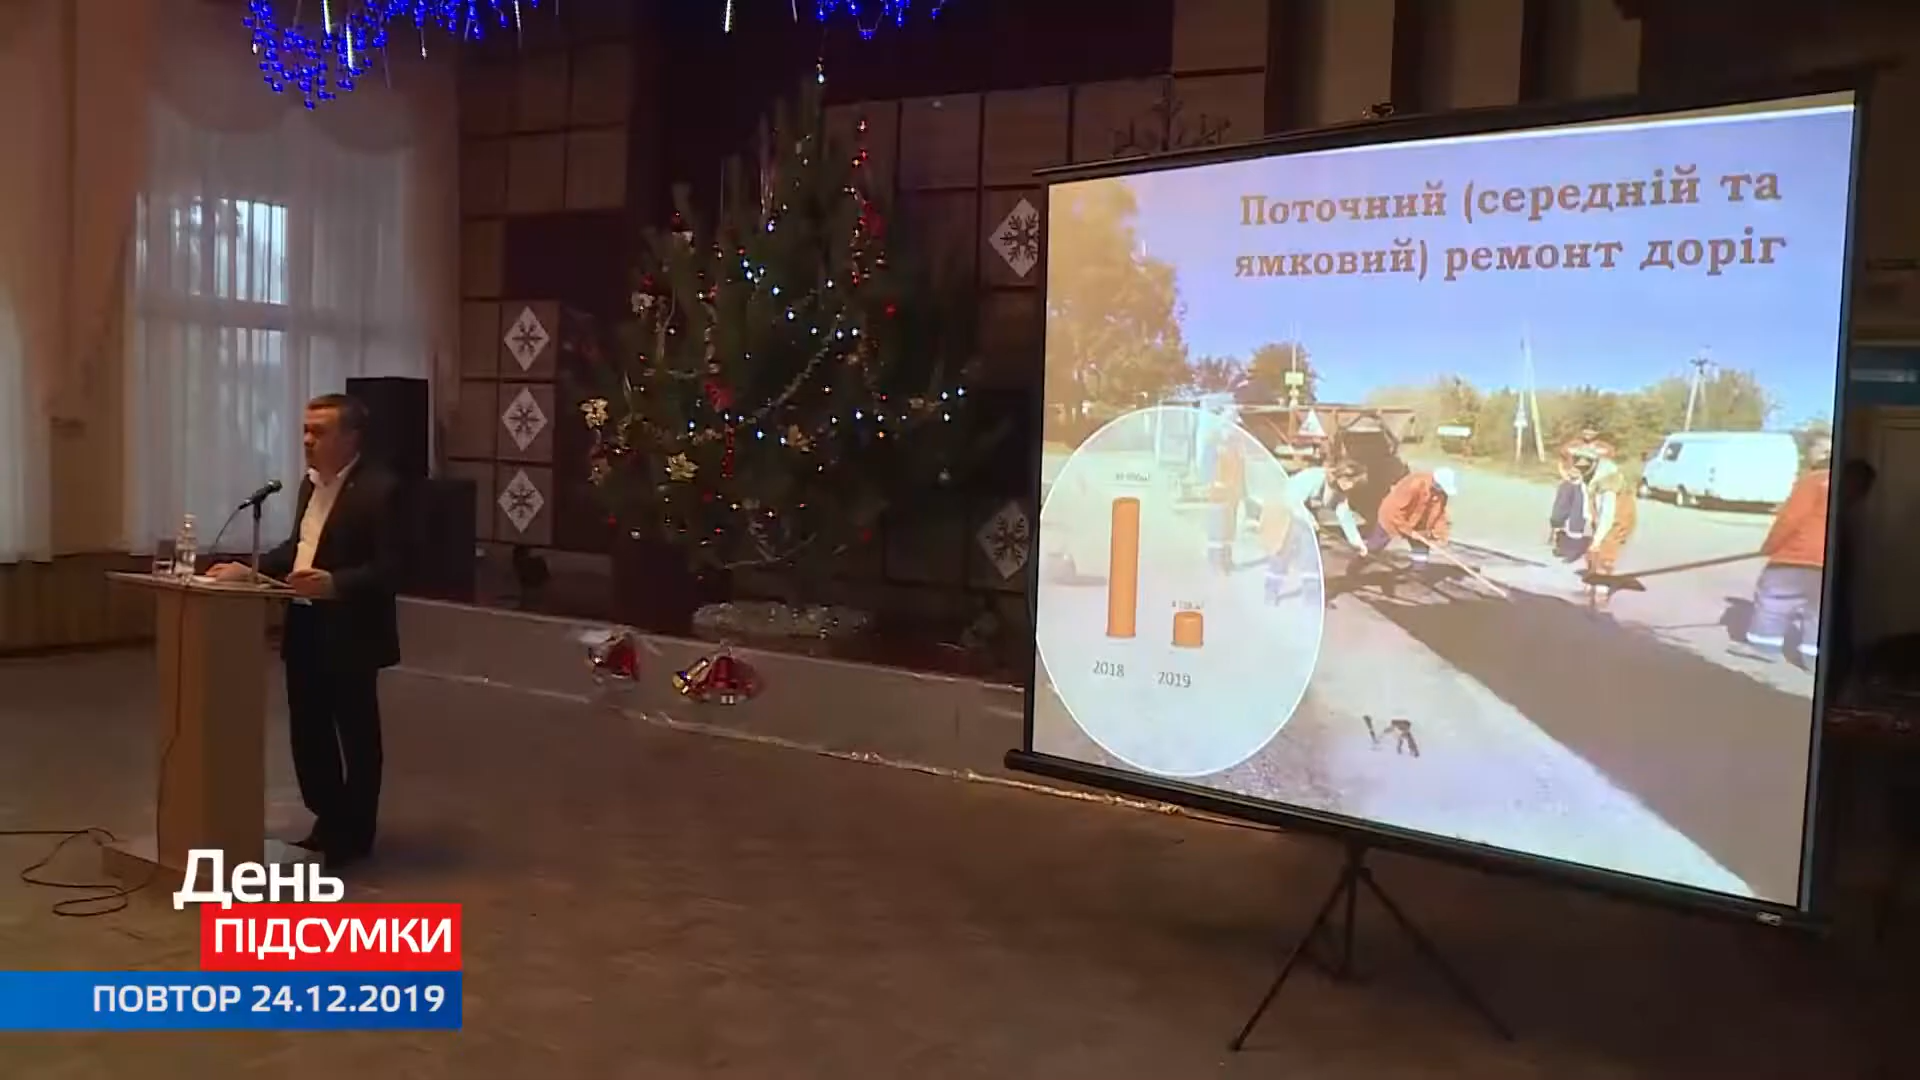 Поточний (середній та
ямковий) ремонт доріг
2018
2019
День
ПІДСУМКИ
ПОВТОР 24.12.2019